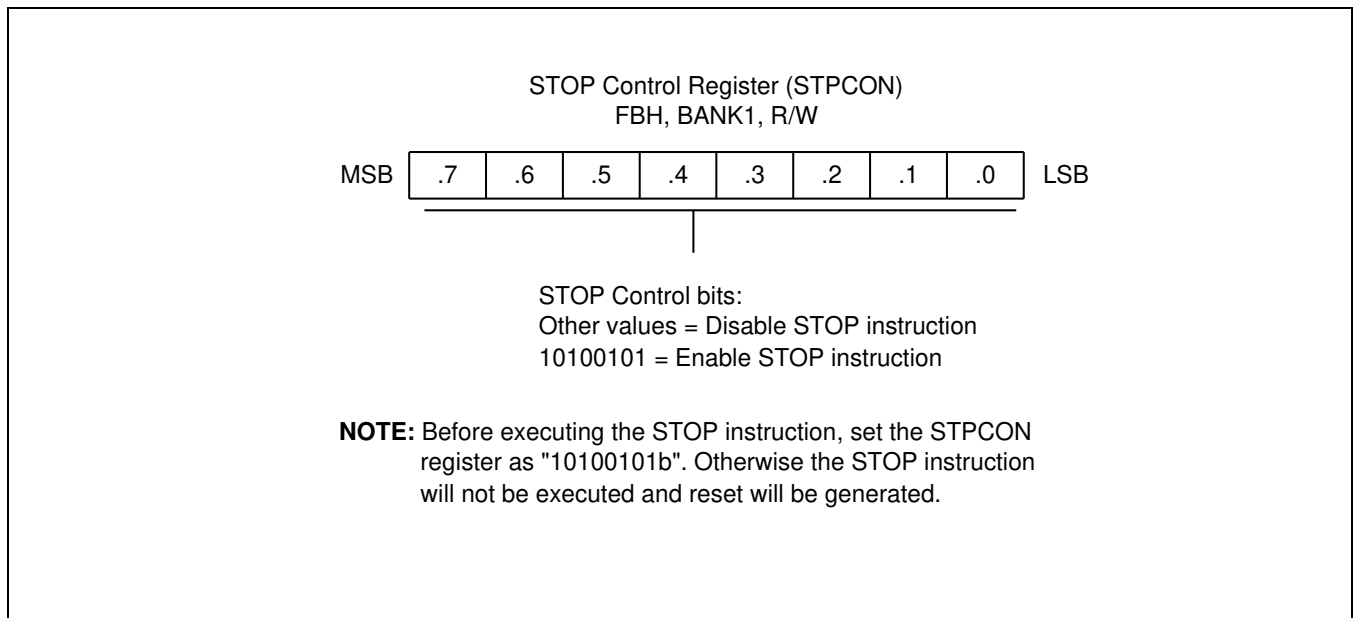 STOP Control Register (STPCON)
FBH, BANK1, R/W
MSB .7 .6 .5 .4 .3 .2 .1 .0 LSB
STOP Control bits:
Other values = Disable STOP instruction
10100101 = Enable STOP instruction
NOTE: Before executing the STOP instruction, set the STPCON
register as "10100101b". Otherwise the STOP instruction
will not be executed and reset will be generated.